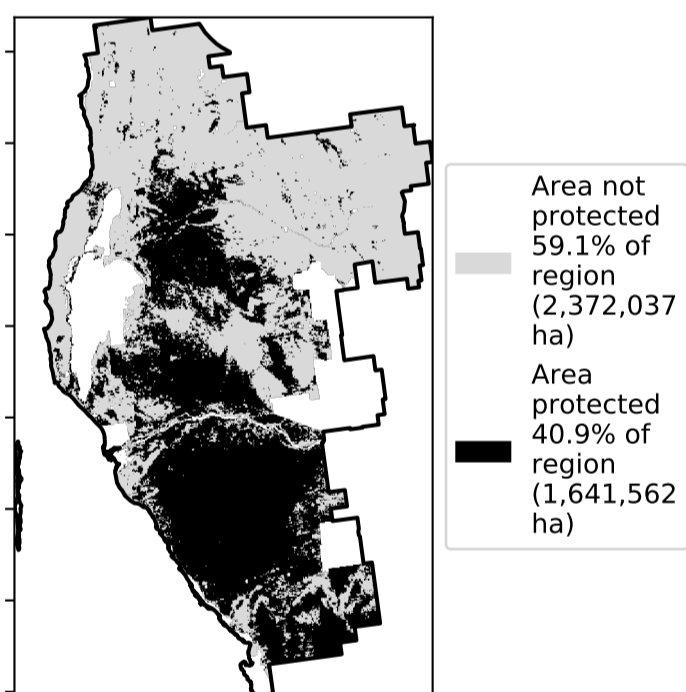 Area not
protected
59.1% of
region
(2,372,037
ha)
Area
protected
40.9% of
region
(1,641,562
ha)